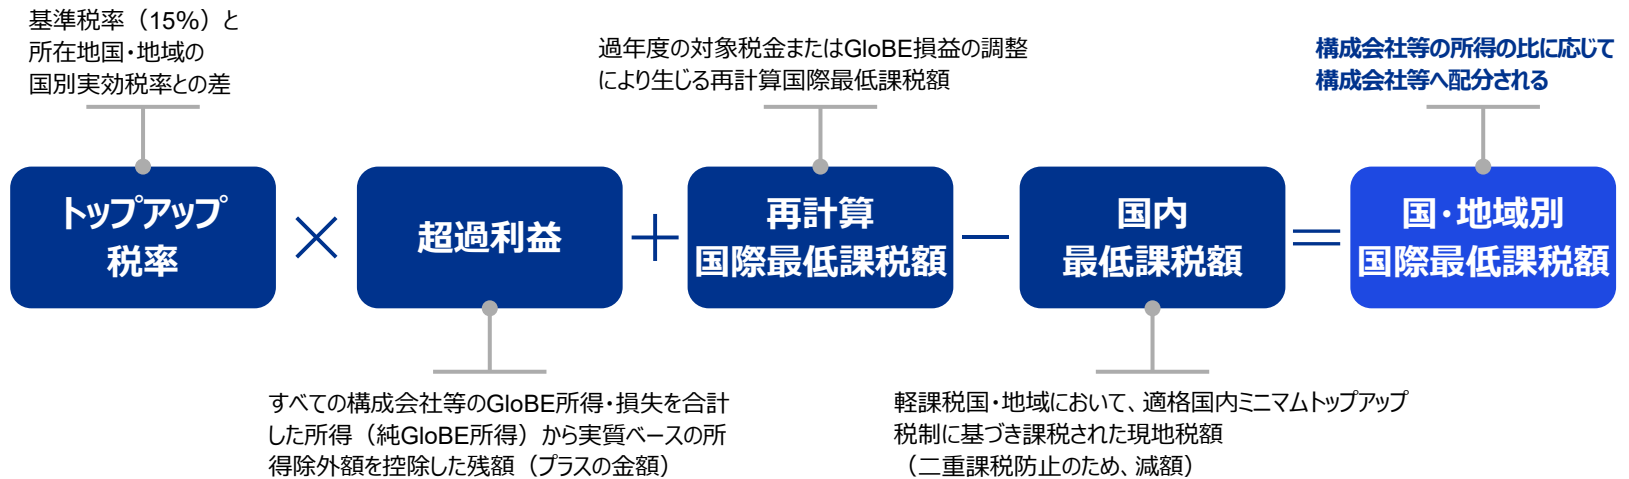 基準税率（15%）と
所在地国・地域の
国別実効税率との差
過年度の対象税金またはGloBE損益の調整
により生じる再計算国際最低課税額
構成会社等の所得の比に応じて
構成会社等へ配分される
トップアップ
税率
×
超過利益
＋
再計算
国際最低課税額
－
国内
最低課税額
＝
国・地域別
国際最低課税額
すべての構成会社等のGloBE所得・損失を合計
した所得（純GloBE所得）から実質ベースの所
得除外額を控除した残額（プラスの金額）
軽課税国・地域において、適格国内ミニマムトップアップ
税制に基づき課税された現地税額
（二重課税防止のため、減額）